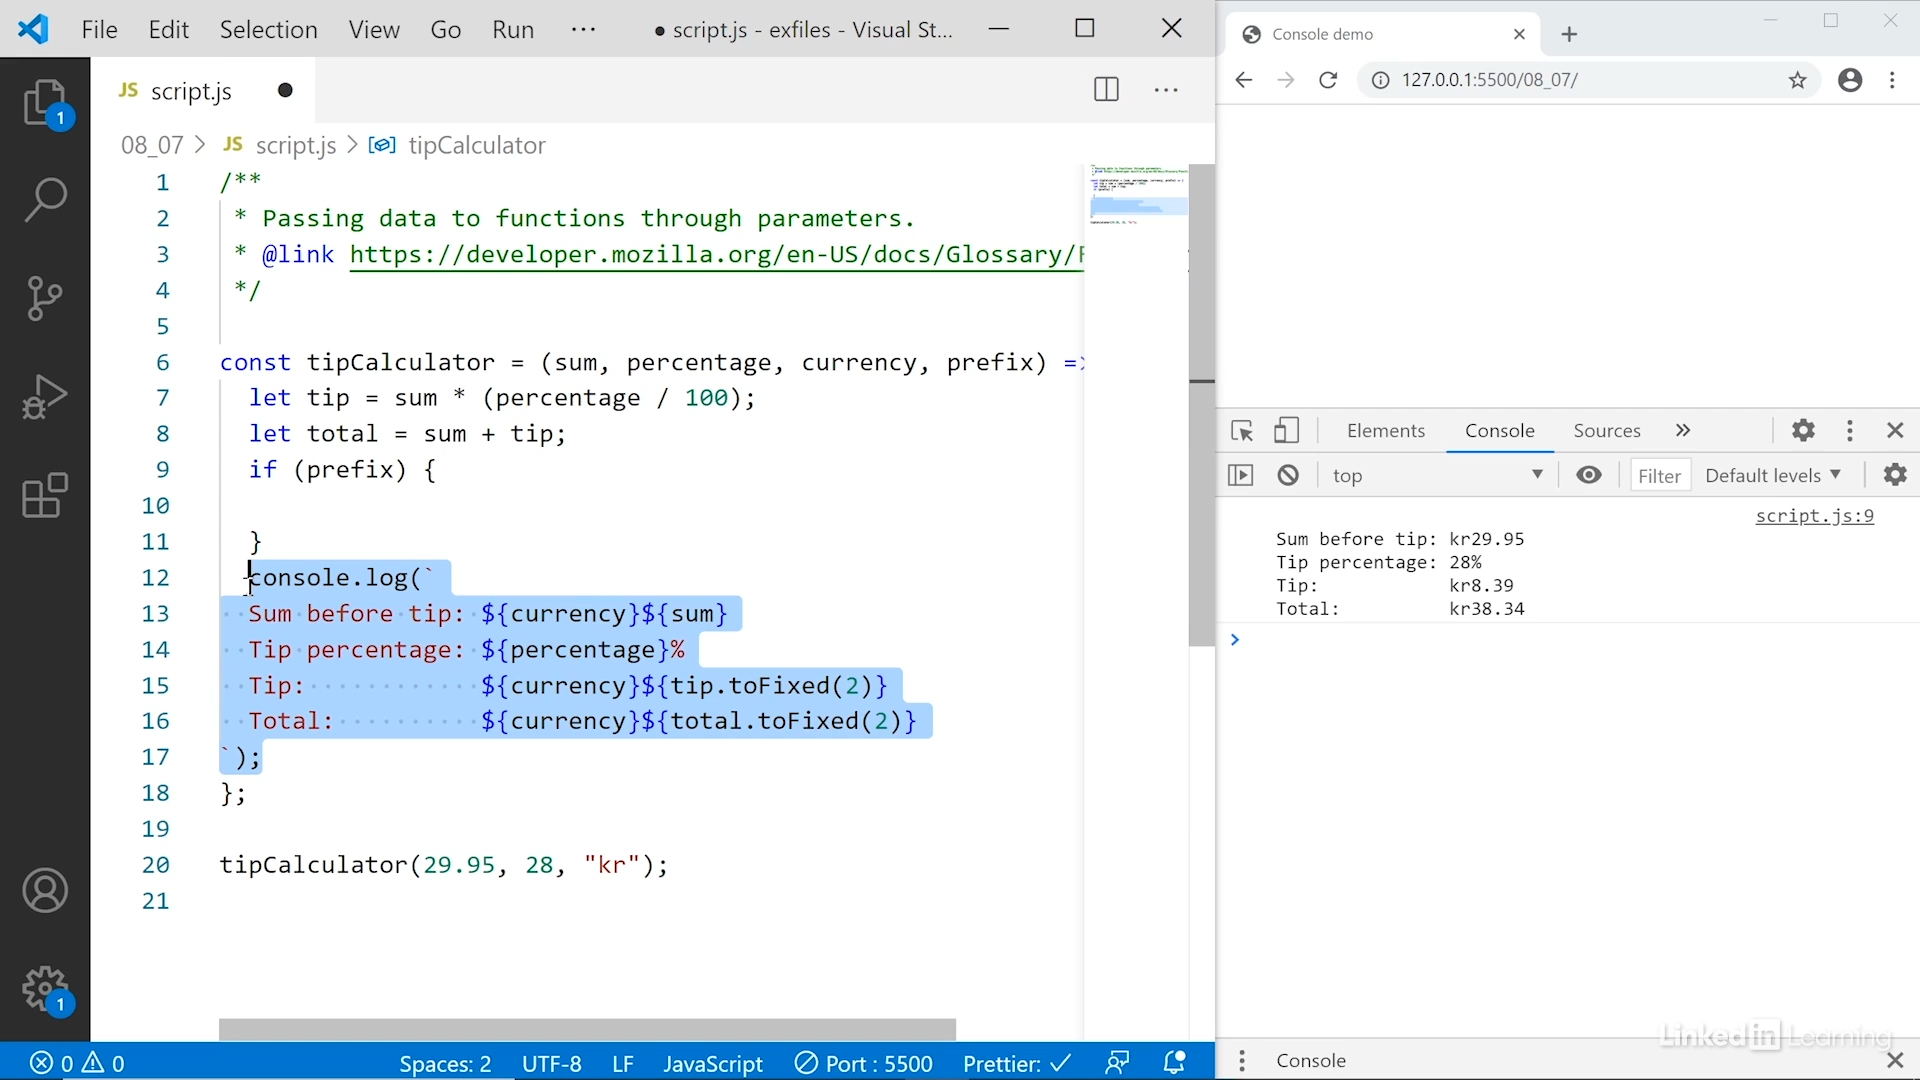 File Edit Selection View Go Run ··· ● script.js - exfiles - Visual St...
JS script.js ●
08_07 > JS script.js > tipCalculator
1 /**
2 * Passing data to functions through parameters.
3 * @link https://developer.mozilla.org/en-US/docs/Glossary/
4 */
5
6 const tipCalculator = (sum, percentage, currency, prefix) =>
7 let tip = sum * (percentage / 100);
8 let total = sum + tip;
9 if (prefix) {
10
11 }
12 console.log(`
13 Sum before tip: ${currency}${sum}
14 Tip percentage: ${percentage}%
15 Tip: ${currency}${tip.toFixed(2)}
16 Total: ${currency}${total.toFixed(2)}
17 `);
18 };
19
20 tipCalculator(29.95, 28, "kr");
21
1
1
0 0 Spaces: 2 UTF-8 LF JavaScript Port : 5500 Prettier: ✓
Console demo
127.0.0.1:5500/08_07/
Elements Console Sources »
top Filter Default levels
script.js:9
Sum before tip: kr29.95
Tip percentage: 28%
Tip: kr8.39
Total: kr38.34
>
LinkedIn Learning
Console